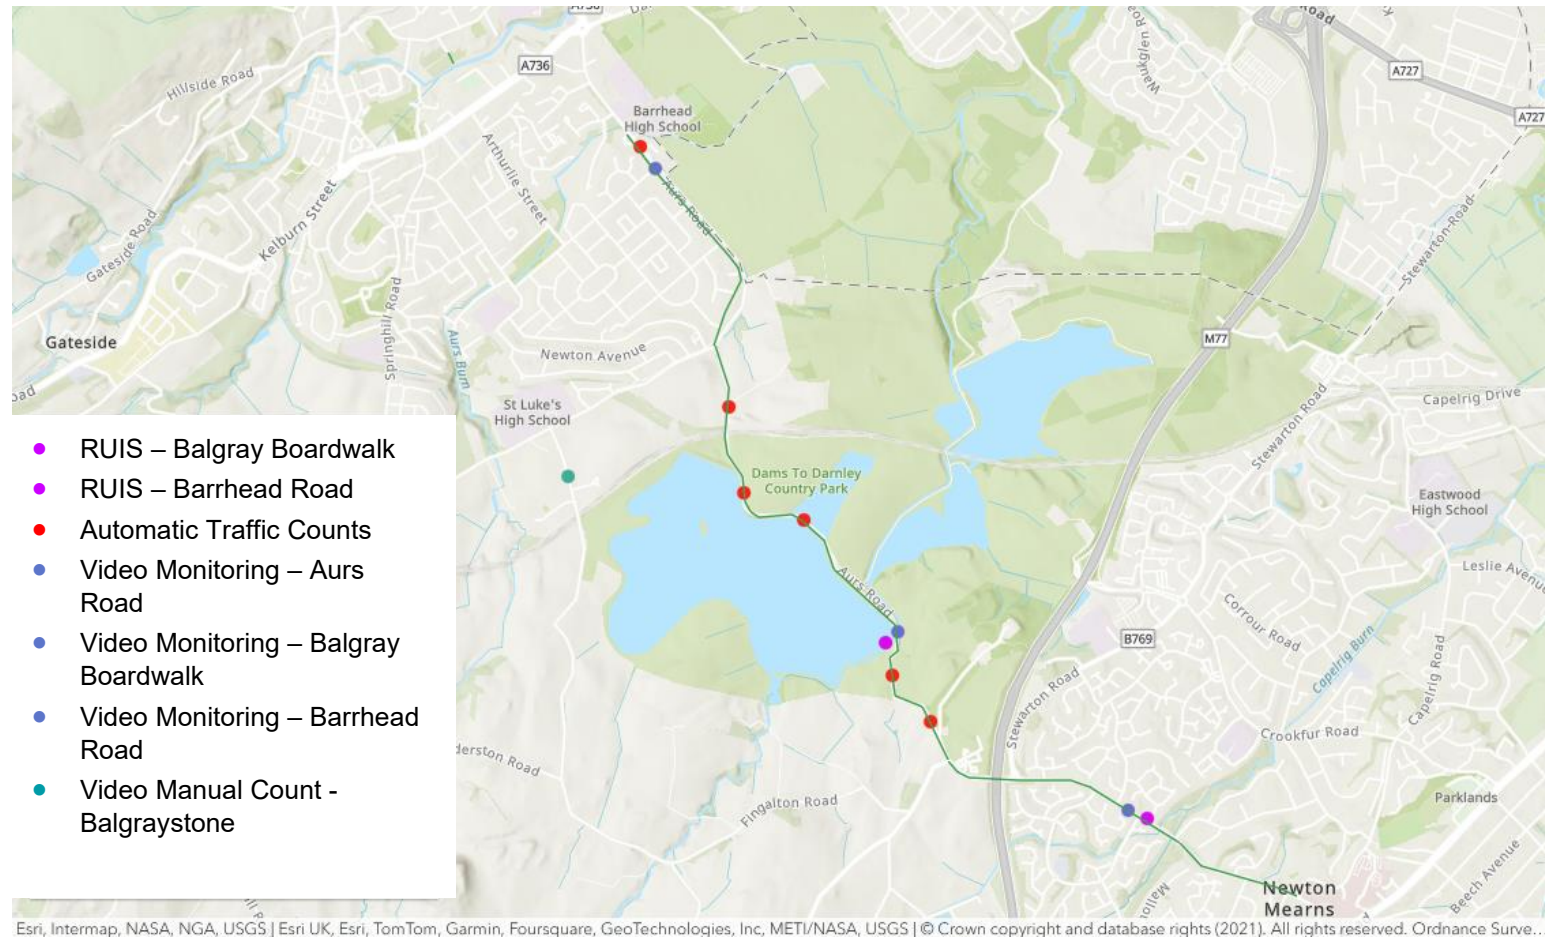 Road
A736
A727
A727
Hillside Road
Waukglen Road
Barrhead
High School
Arthurlie Street
Aurs Road
Kelburn Street
Gateside Road
Stewarton Road
Gateside
Springhill Road
Aurs Burn
Newton Avenue
M77
St Luke's
High School
Capelrig Drive
Stewarton Road
Dams To Darnley
Country Park
Eastwood
High School
Leslie Avenu
Aurs Road
Corrour Road
B769
Capelrig Burn
Capelrig Road
Stewarton Road
Crookfur Road
derston Road
Fingalton Road
Parklands
Beech Avenue
Newton
Mearns
RUIS – Balgray Boardwalk
RUIS – Barrhead Road
Automatic Traffic Counts
Video Monitoring – Aurs
Road
Video Monitoring – Balgray
Boardwalk
Video Monitoring – Barrhead
Road
Video Manual Count -
Balgraystone
Esri, Intermap, NASA, NGA, USGS | Esri UK, Esri, TomTom, Garmin, Foursquare, GeoTechnologies, Inc, METI/NASA, USGS | © Crown copyright and database rights (2021). All rights reserved. Ordnance Surve...